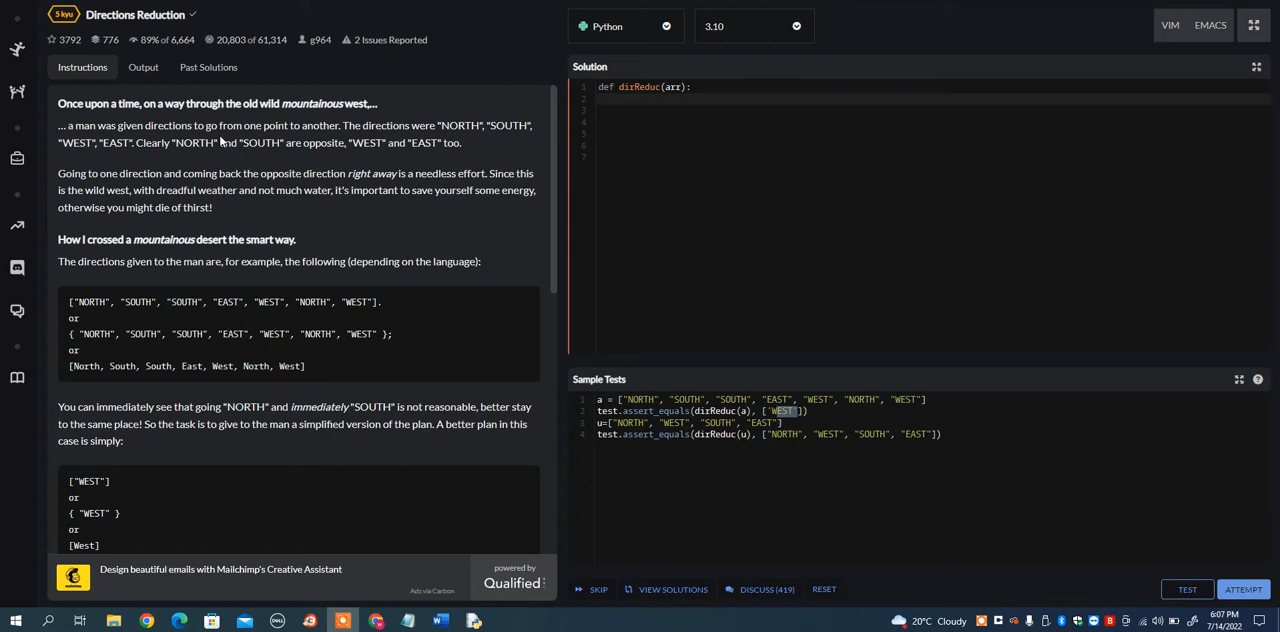 5 kyu
Directions Reduction
3792 776 89% of 6,664 20,803 of 61,314 g964 2 Issues Reported
Instructions Output Past Solutions
Once upon a time, on a way through the old wild mountainous west,...
... a man was given directions to go from one point to another. The directions were "NORTH", "SOUTH",
"WEST", "EAST". Clearly "NORTH" and "SOUTH" are opposite, "WEST" and "EAST" too.
Going to one direction and coming back the opposite direction right away is a needless effort. Since this
is the wild west, with dreadful weather and not much water, it's important to save yourself some energy,
otherwise you might die of thirst!
How I crossed a mountainous desert the smart way.
The directions given to the man are, for example, the following (depending on the language):
["NORTH", "SOUTH", "SOUTH", "EAST", "WEST", "NORTH", "WEST"].
or
{ "NORTH", "SOUTH", "SOUTH", "EAST", "WEST", "NORTH", "WEST" };
or
[North, South, South, East, West, North, West]
You can immediately see that going "NORTH" and immediately "SOUTH" is not reasonable, better stay
to the same place! So the task is to give to the man a simplified version of the plan. A better plan in this
case is simply:
["WEST"]
or
{ "WEST" }
or
[West]
Design beautiful emails with Mailchimp's Creative Assistant
Ads via Carbon
powered by
Qualified
Python
3.10
VIM EMACS
Solution
1 def dirReduc(arr):
2
3
4
5
6
7
Sample Tests
1 a = ["NORTH", "SOUTH", "SOUTH", "EAST", "WEST", "NORTH", "WEST"]
2 test.assert_equals(dirReduc(a), ['WEST'])
3 u=["NORTH", "WEST", "SOUTH", "EAST"]
4 test.assert_equals(dirReduc(u), ["NORTH", "WEST", "SOUTH", "EAST"])
SKIP VIEW SOLUTIONS DISCUSS (419) RESET
TEST ATTEMPT
20°C Cloudy
6:07 PM
7/14/2022